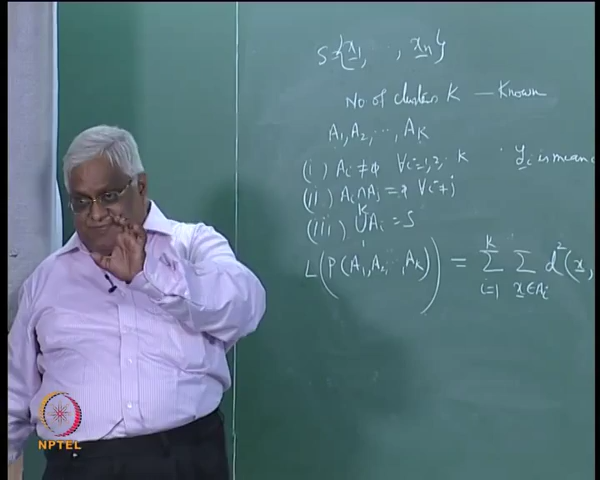 S = {x1, ..., xn}
No of clusters K — Known
A1, A2, ..., AK
(i) Ai ≠ φ ∀ i = 1, 2, .. K yi is mean
(ii) Ai ∩ Aj = φ ∀ i ≠ j
(iii) K ∪ 1 Ai = S
L(P(A1, A2, ..., AK)) = K Σ i=1 Σ x∈Ai d²(x,
NPTEL